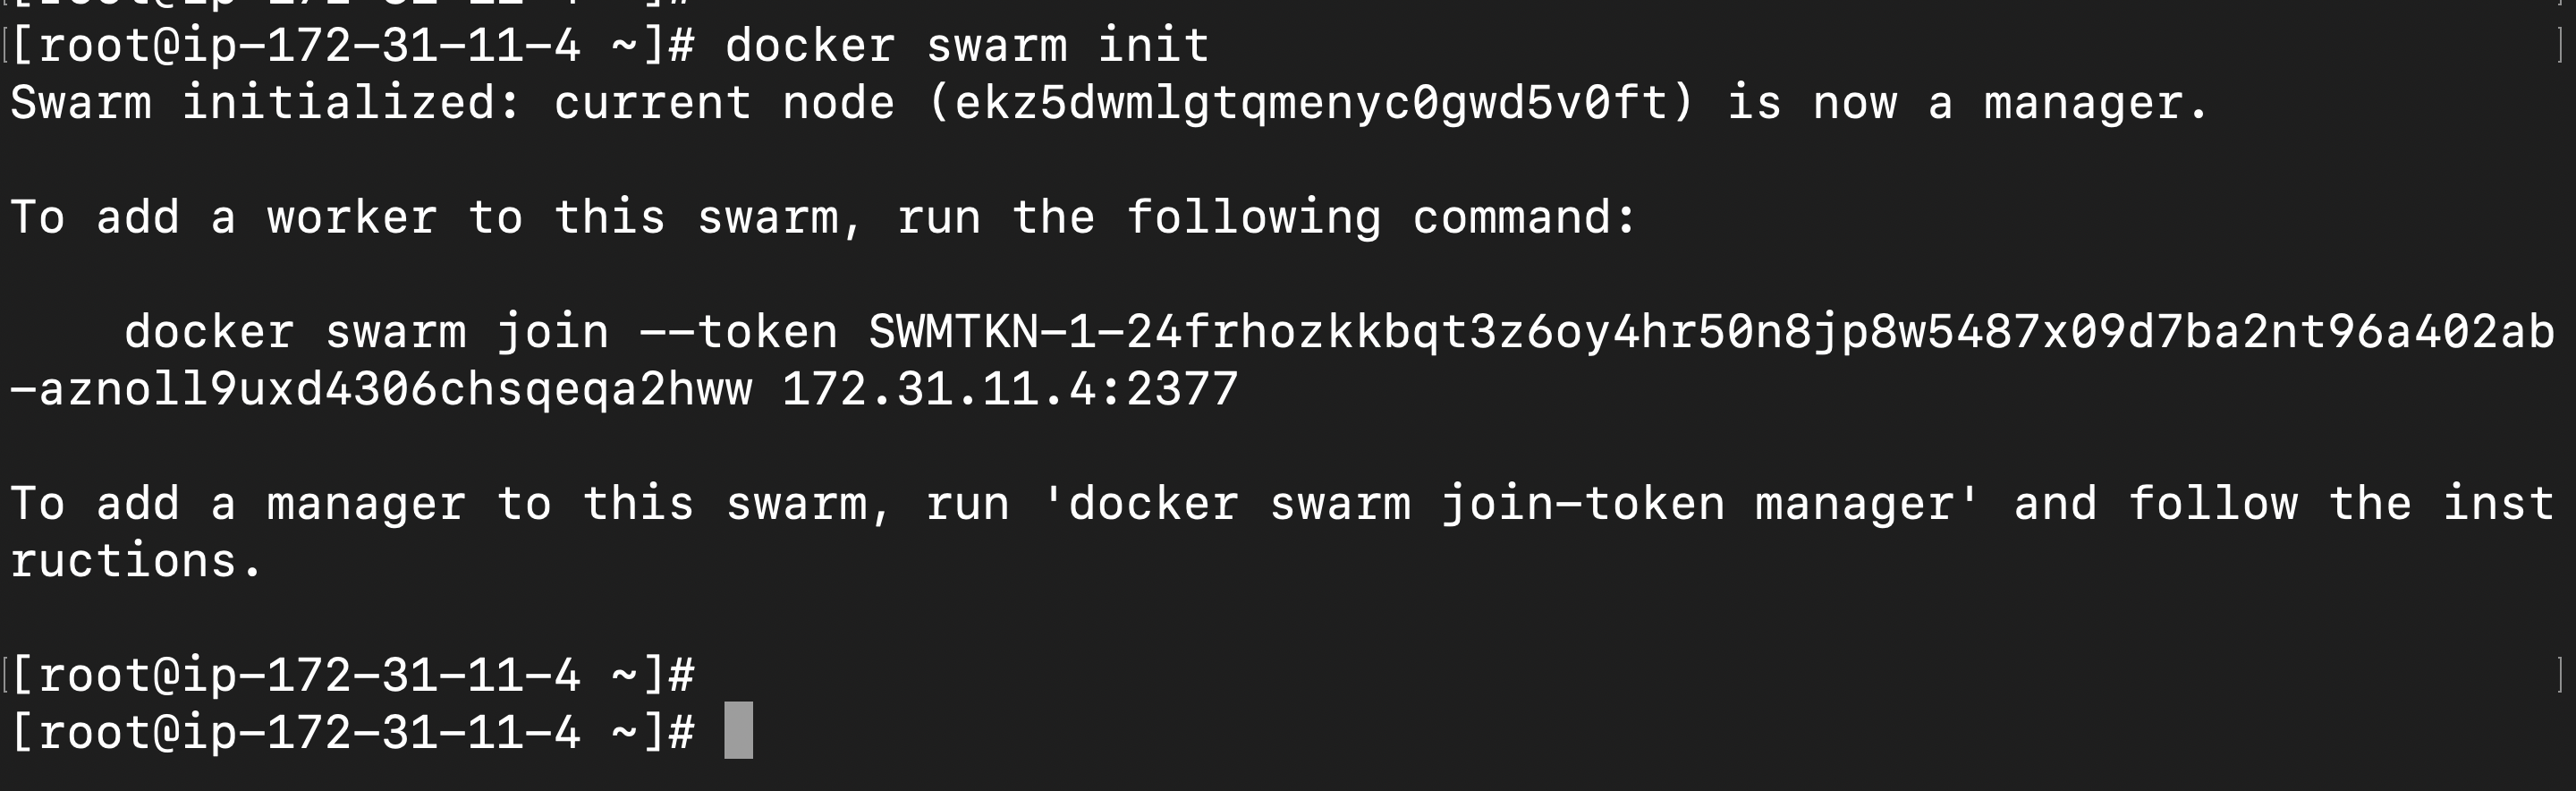 [root@ip-172-31-11-4 ~]# docker swarm init
Swarm initialized: current node (ekz5dwmlgtqmenyc0gwd5v0ft) is now a manager.
To add a worker to this swarm, run the following command:
docker swarm join --token SWMTKN-1-24frhozkkbqt3z6oy4hr50n8jp8w5487x09d7ba2nt96a402ab
-aznoll9uxd4306chsqeqa2hww 172.31.11.4:2377
To add a manager to this swarm, run 'docker swarm join-token manager' and follow the inst
ructions.
[root@ip-172-31-11-4 ~]#
[root@ip-172-31-11-4 ~]#